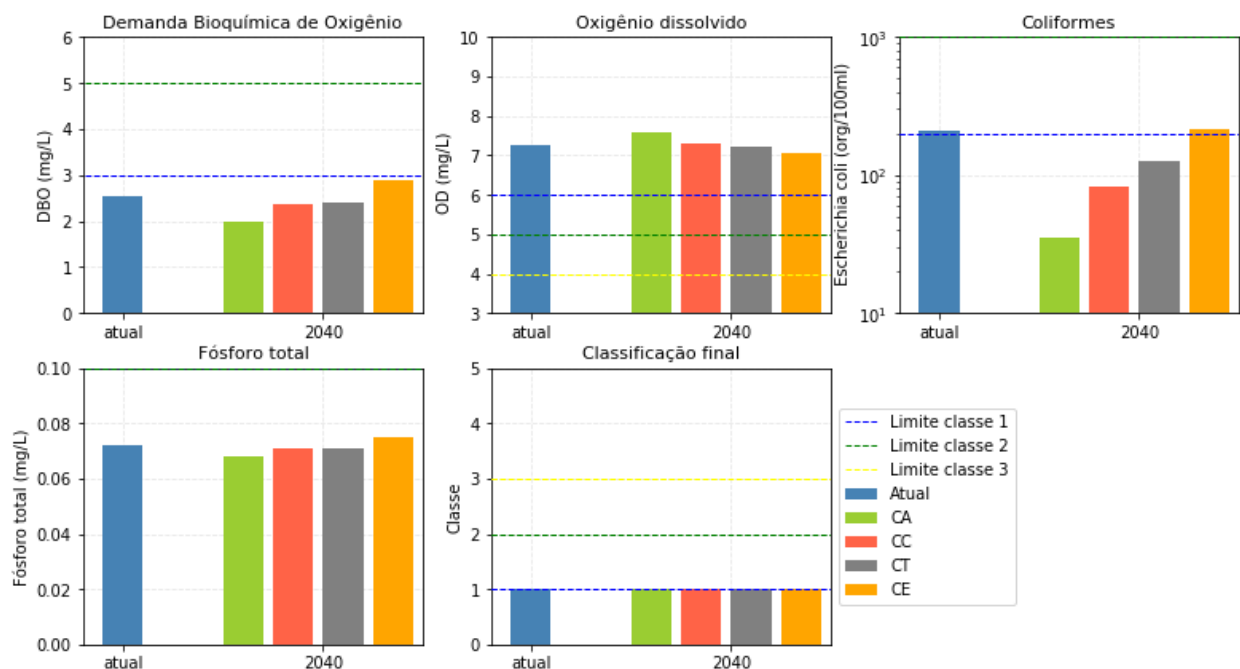 Demanda Bioquímica de Oxigênio
6
5
4
3
2
1
0
DBO (mg/L)
atual
2040
Oxigênio dissolvido
10
9
8
7
6
5
4
3
OD (mg/L)
atual
2040
Coliformes
10³
10²
10¹
Escherichia coli (org/100ml)
atual
2040
Fósforo total
0.10
0.08
0.06
0.04
0.02
0.00
Fósforo total (mg/L)
atual
2040
Classificação final
5
4
3
2
1
0
Classe
atual
2040
Limite classe 1
Limite classe 2
Limite classe 3
Atual
CA
CC
CT
CE